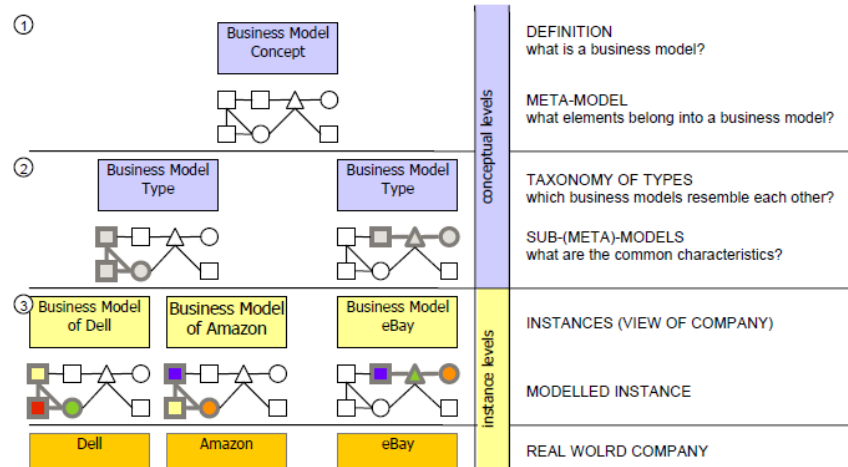 ①
Business Model
Concept
DEFINITION
what is a business model?
META-MODEL
what elements belong into a business model?
conceptual levels
②
Business Model
Type
Business Model
Type
TAXONOMY OF TYPES
which business models resemble each other?
SUB-(META)-MODELS
what are the common characteristics?
③
Business Model
of Dell
Business Model
of Amazon
Business Model
eBay
INSTANCES (VIEW OF COMPANY)
instance levels
MODELLED INSTANCE
Dell
Amazon
eBay
REAL WOLRD COMPANY